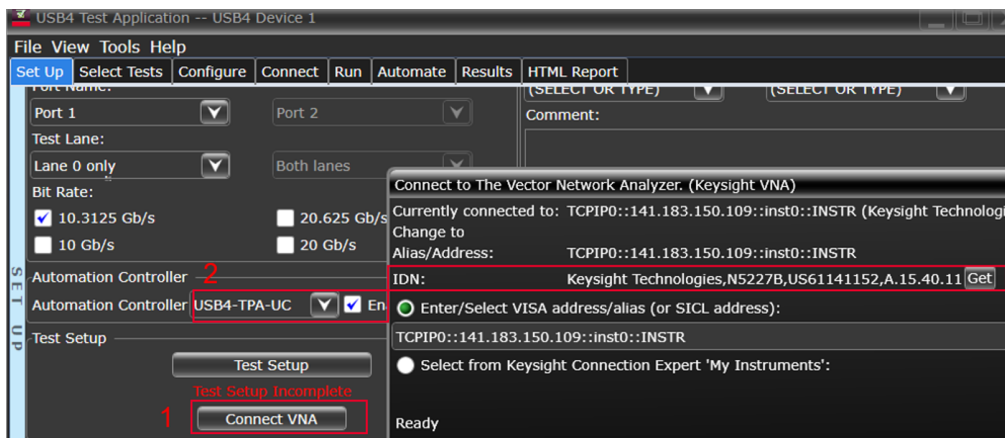 USB4 Test Application -- USB4 Device 1
File View Tools Help
Set Up Select Tests Configure Connect Run Automate Results HTML Report
Port Name:
Port 1
Port 2
Test Lane:
Lane 0 only
Both lanes
Bit Rate:
10.3125 Gb/s
20.625 Gb/s
10 Gb/s
20 Gb/s
SET UP
Automation Controller
2
Automation Controller USB4-TPA-UC
Test Setup
Test Setup
Test Setup Incomplete
1
Connect VNA
(SELECT OR TYPE)
(SELECT OR TYPE)
Comment:
Connect to The Vector Network Analyzer. (Keysight VNA)
Currently connected to: TCPIP0::141.183.150.109::inst0::INSTR (Keysight
Change to
Alias/Address: TCPIP0::141.183.150.109::inst0::INSTR
IDN: Keysight Technologies,N5227B,US61141152,A.15.40.11 Get
Enter/Select VISA address/alias (or SICL address):
TCPIP0::141.183.150.109::inst0::INSTR
Select from Keysight Connection Expert 'My Instruments':
Ready